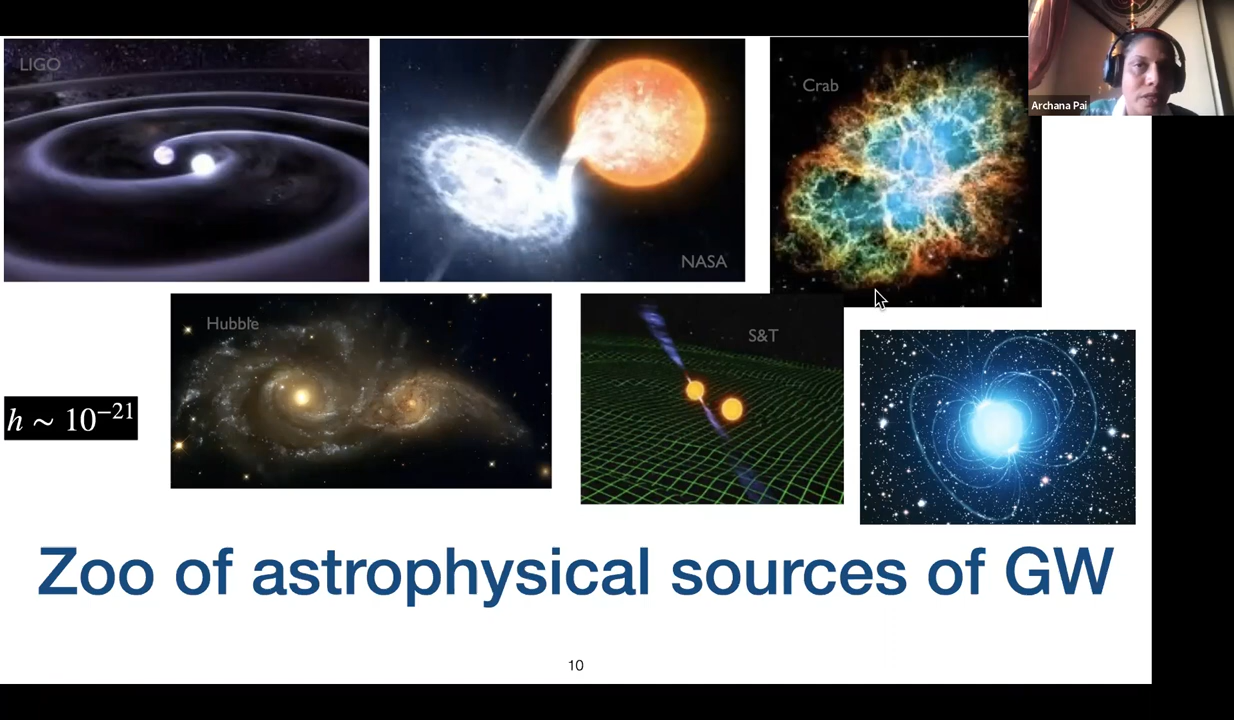 LIGO
NASA
Crab
Archana Pai
Hubble
S&T
h ∼ 10⁻²¹
Zoo of astrophysical sources of GW
10